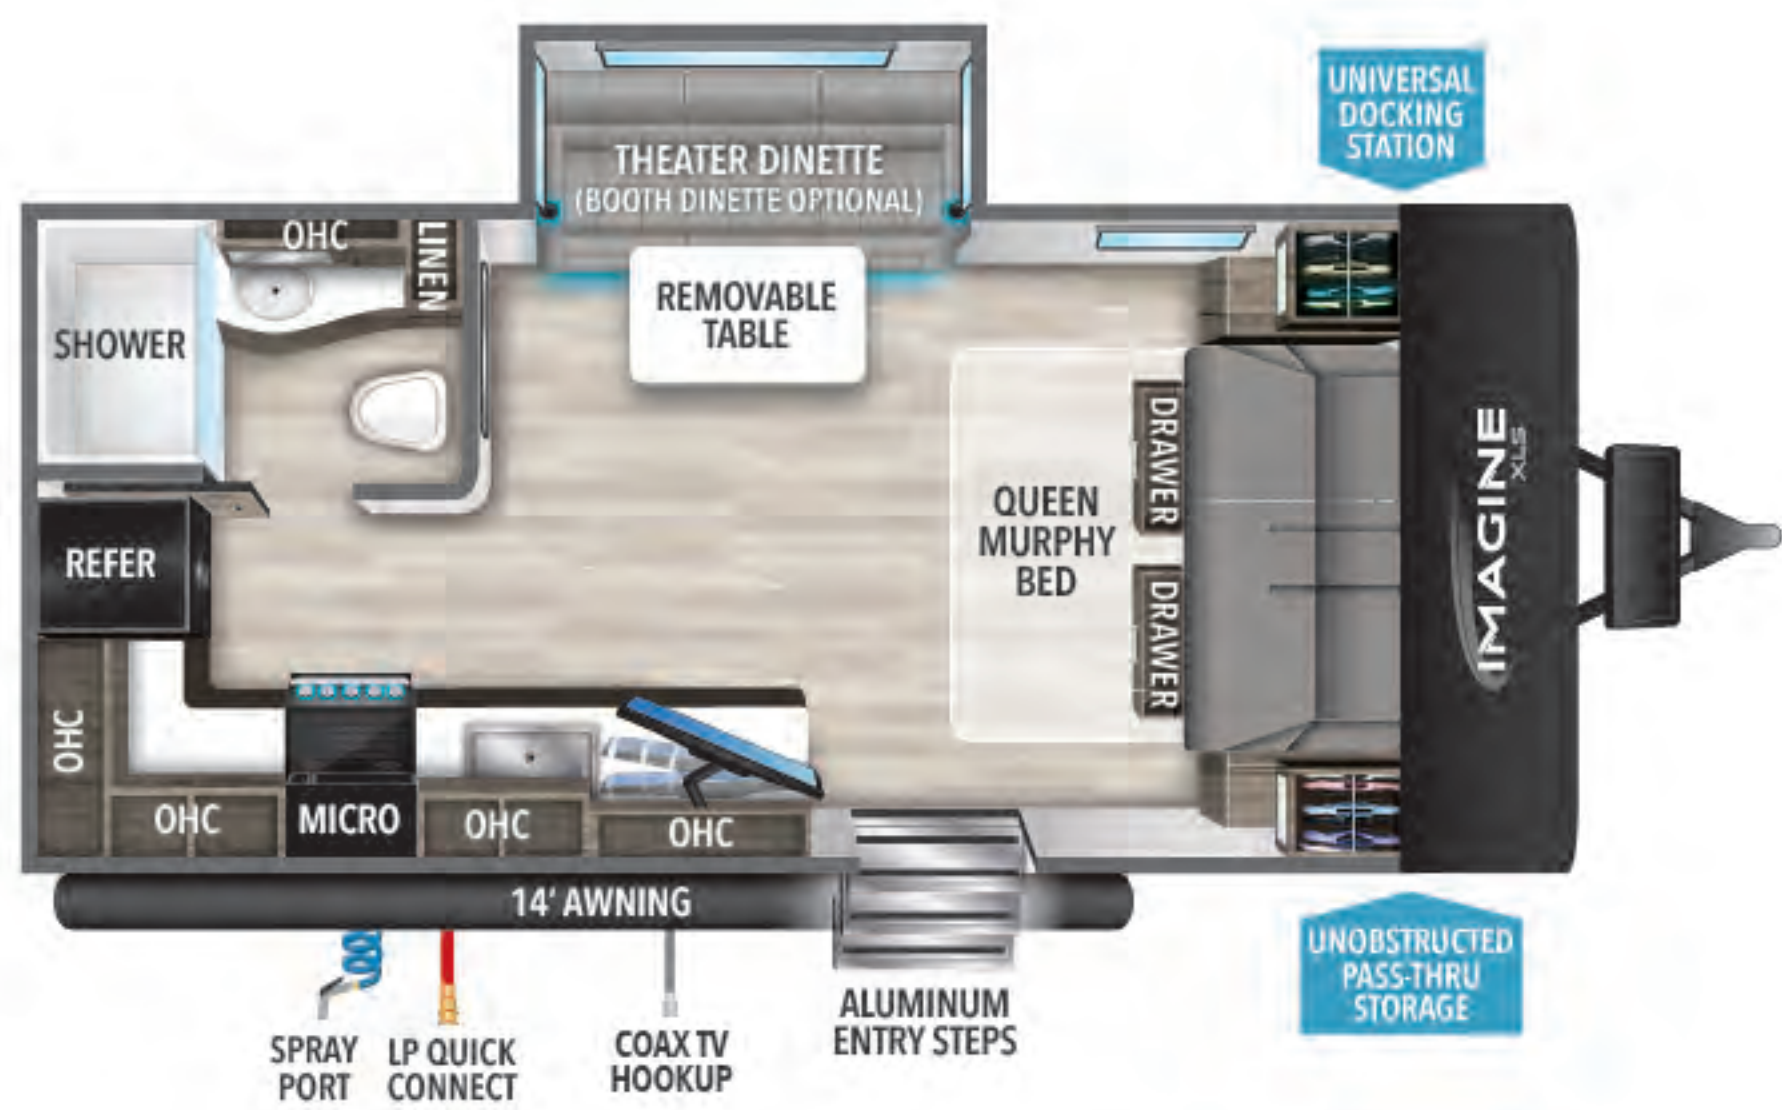 UNIVERSAL
DOCKING
STATION
THEATER DINETTE
(BOOTH DINETTE OPTIONAL)
OHC
LINEN
REMOVABLE
TABLE
SHOWER
DRAWER
QUEEN
MURPHY
BED
DRAWER
IMAGINE
XLS
REFER
OHC
OHC
MICRO
OHC
OHC
14' AWNING
UNOBSTRUCTED
PASS-THRU
STORAGE
ALUMINUM
ENTRY STEPS
SPRAY
PORT
LP QUICK
CONNECT
COAX TV
HOOKUP